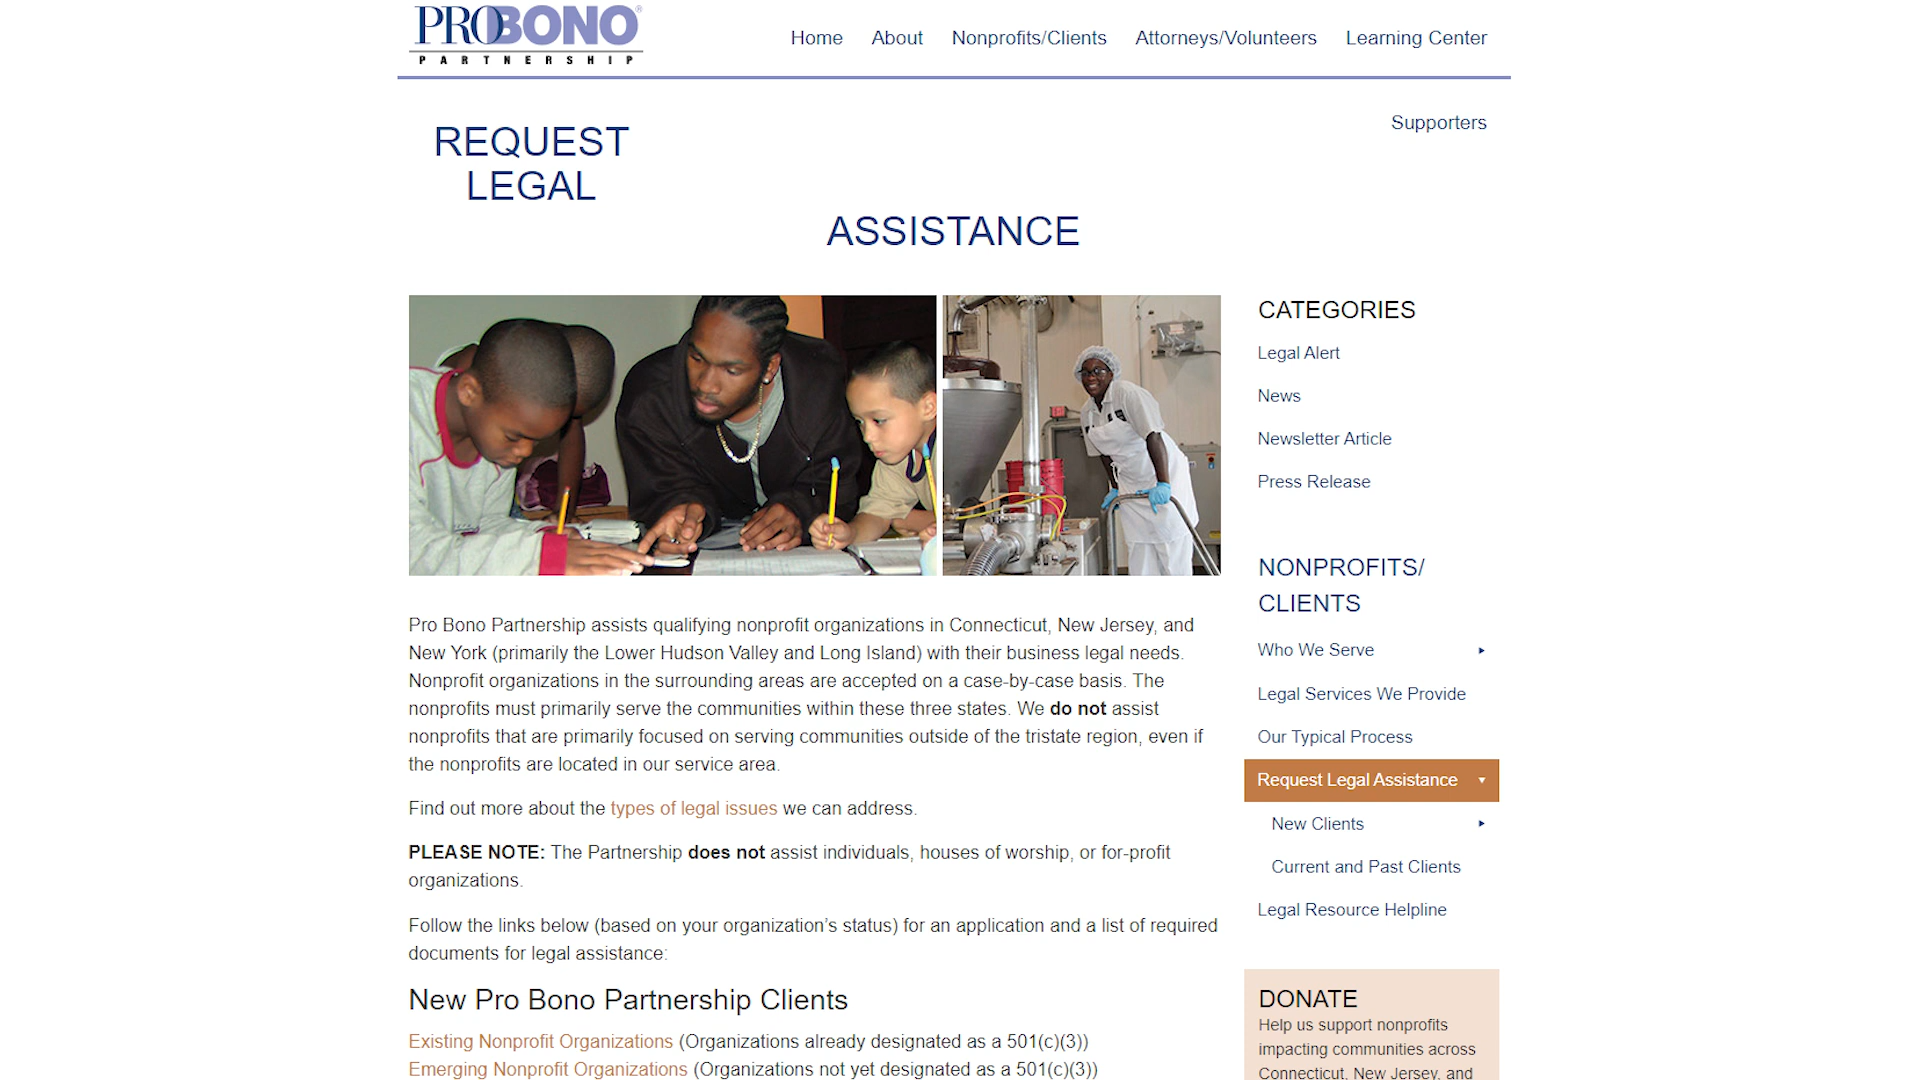 PROBONO®
PARTNERSHIP
Home About Nonprofits/Clients Attorneys/Volunteers Learning Center
Supporters
REQUEST
LEGAL
ASSISTANCE
Pro Bono Partnership assists qualifying nonprofit organizations in Connecticut, New Jersey, and
New York (primarily the Lower Hudson Valley and Long Island) with their business legal needs.
Nonprofit organizations in the surrounding areas are accepted on a case-by-case basis. The
nonprofits must primarily serve the communities within these three states. We do not assist
nonprofits that are primarily focused on serving communities outside of the tristate region, even if
the nonprofits are located in our service area.
Find out more about the types of legal issues we can address.
PLEASE NOTE: The Partnership does not assist individuals, houses of worship, or for-profit
organizations.
Follow the links below (based on your organization’s status) for an application and a list of required
documents for legal assistance:
New Pro Bono Partnership Clients
Existing Nonprofit Organizations (Organizations already designated as a 501(c)(3))
Emerging Nonprofit Organizations (Organizations not yet designated as a 501(c)(3))
CATEGORIES
Legal Alert
News
Newsletter Article
Press Release
NONPROFITS/
CLIENTS
Who We Serve
Legal Services We Provide
Our Typical Process
Request Legal Assistance
New Clients
Current and Past Clients
Legal Resource Helpline
DONATE
Help us support nonprofits
impacting communities across
Connecticut, New Jersey, and